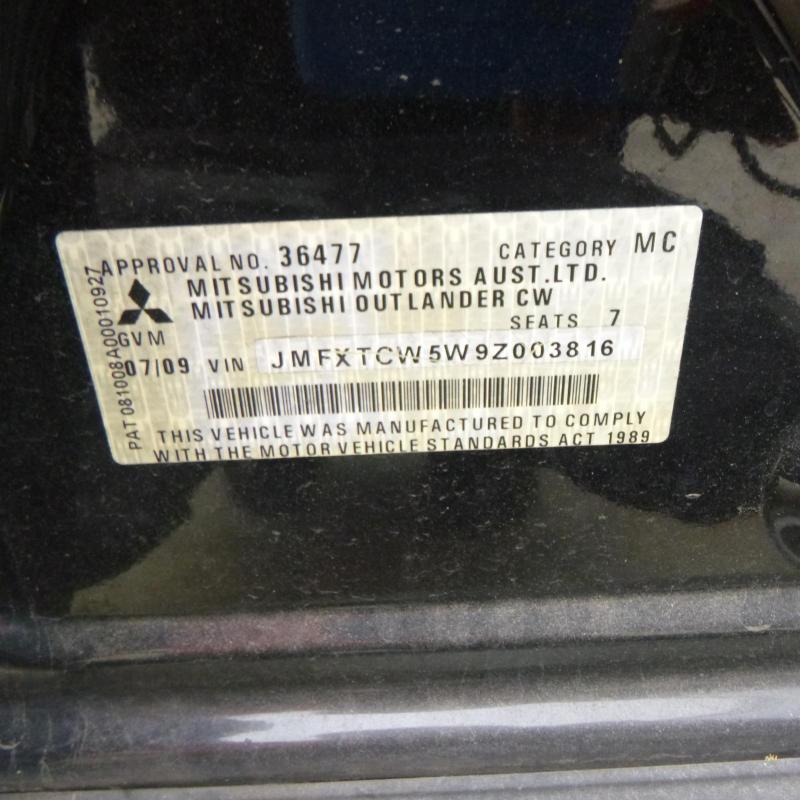 APPROVAL NO. 36477 CATEGORY MC
MITSUBISHI MOTORS AUST.LTD.
MITSUBISHI OUTLANDER CW
GVM SEATS 7
07/09 VIN JMFXTCW5W9Z003816
THIS VEHICLE WAS MANUFACTURED TO COMPLY
WITH THE MOTOR VEHICLE STANDARDS ACT 1989
PAT 081008A00010927